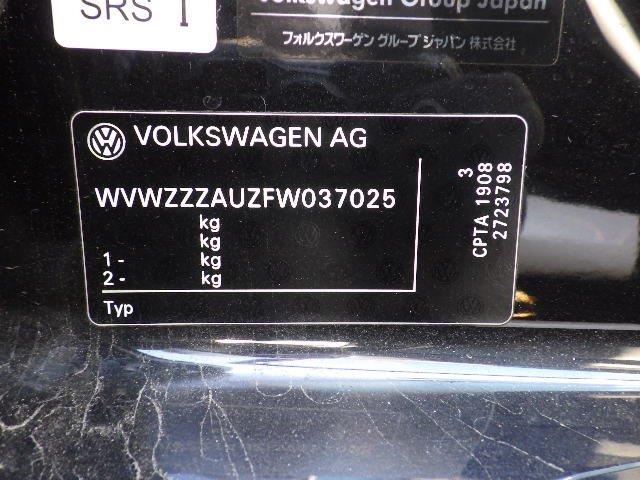 SRS I
Volkswagen Group Japan
フォルクスワーゲン グループ ジャパン 株式会社
VOLKSWAGEN AG
WVWZZZAUZFW037025
kg
kg
1 - kg
2 - kg
Typ
3
CPTA 1908
2723798